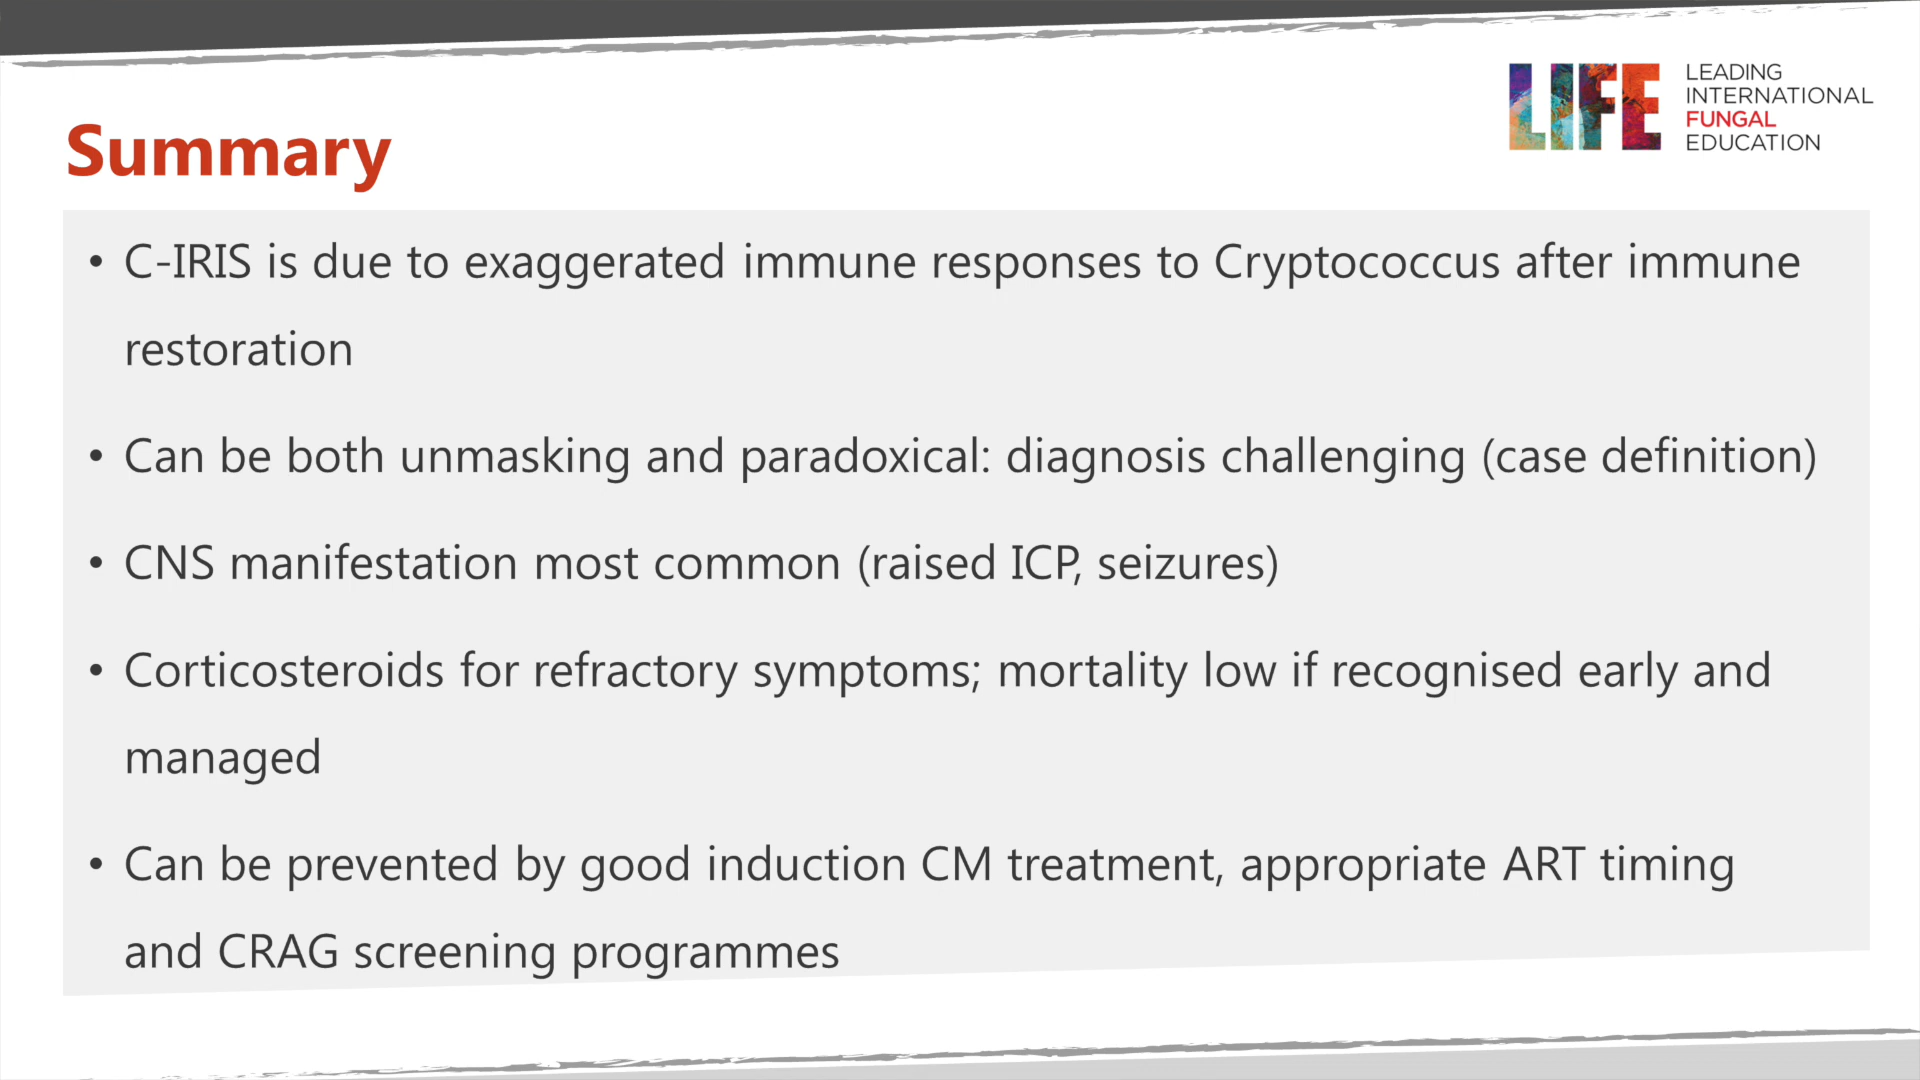 LIFE
LEADING
INTERNATIONAL
FUNGAL
EDUCATION
Summary
• C-IRIS is due to exaggerated immune responses to Cryptococcus after immune
restoration
• Can be both unmasking and paradoxical: diagnosis challenging (case definition)
• CNS manifestation most common (raised ICP, seizures)
• Corticosteroids for refractory symptoms; mortality low if recognised early and
managed
• Can be prevented by good induction CM treatment, appropriate ART timing
and CRAG screening programmes